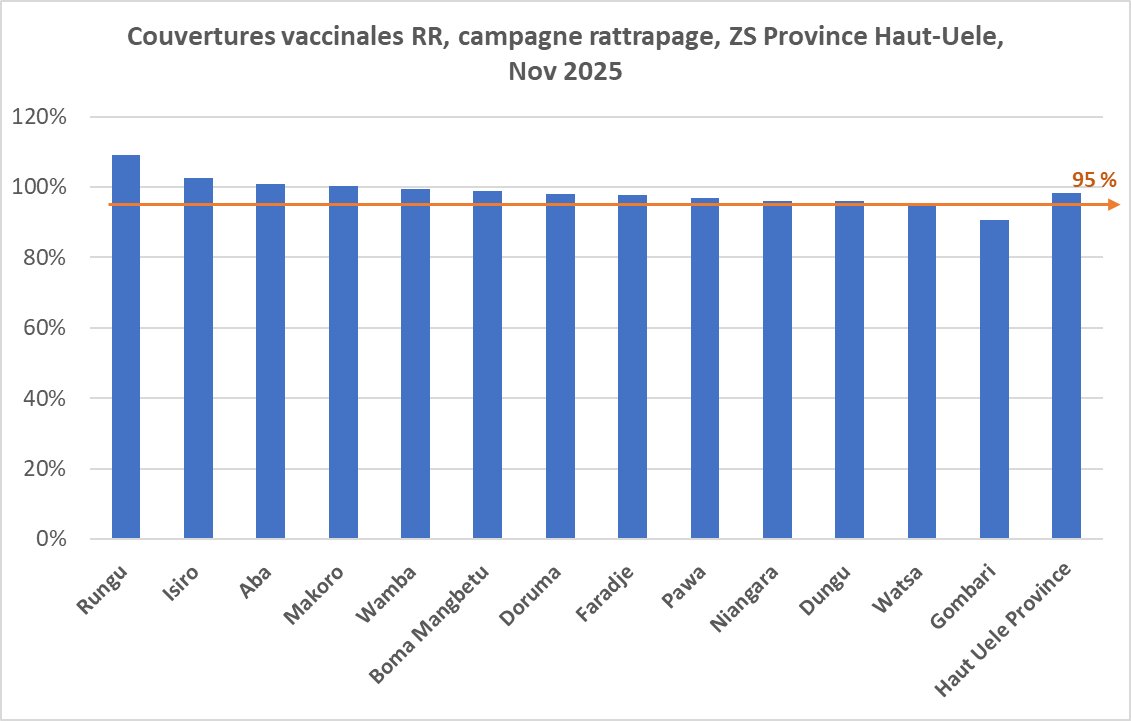 Couvertures vaccinales RR, campagne rattrapage, ZS Province Haut-Uele,
Nov 2025
120%
100%
80%
60%
40%
20%
0%
95 %
Rungu
Isiro
Aba
Makoro
Wamba
Boma Mangbetu
Doruma
Faradje
Pawa
Niangara
Dungu
Watsa
Gombari
Haut Uele Province